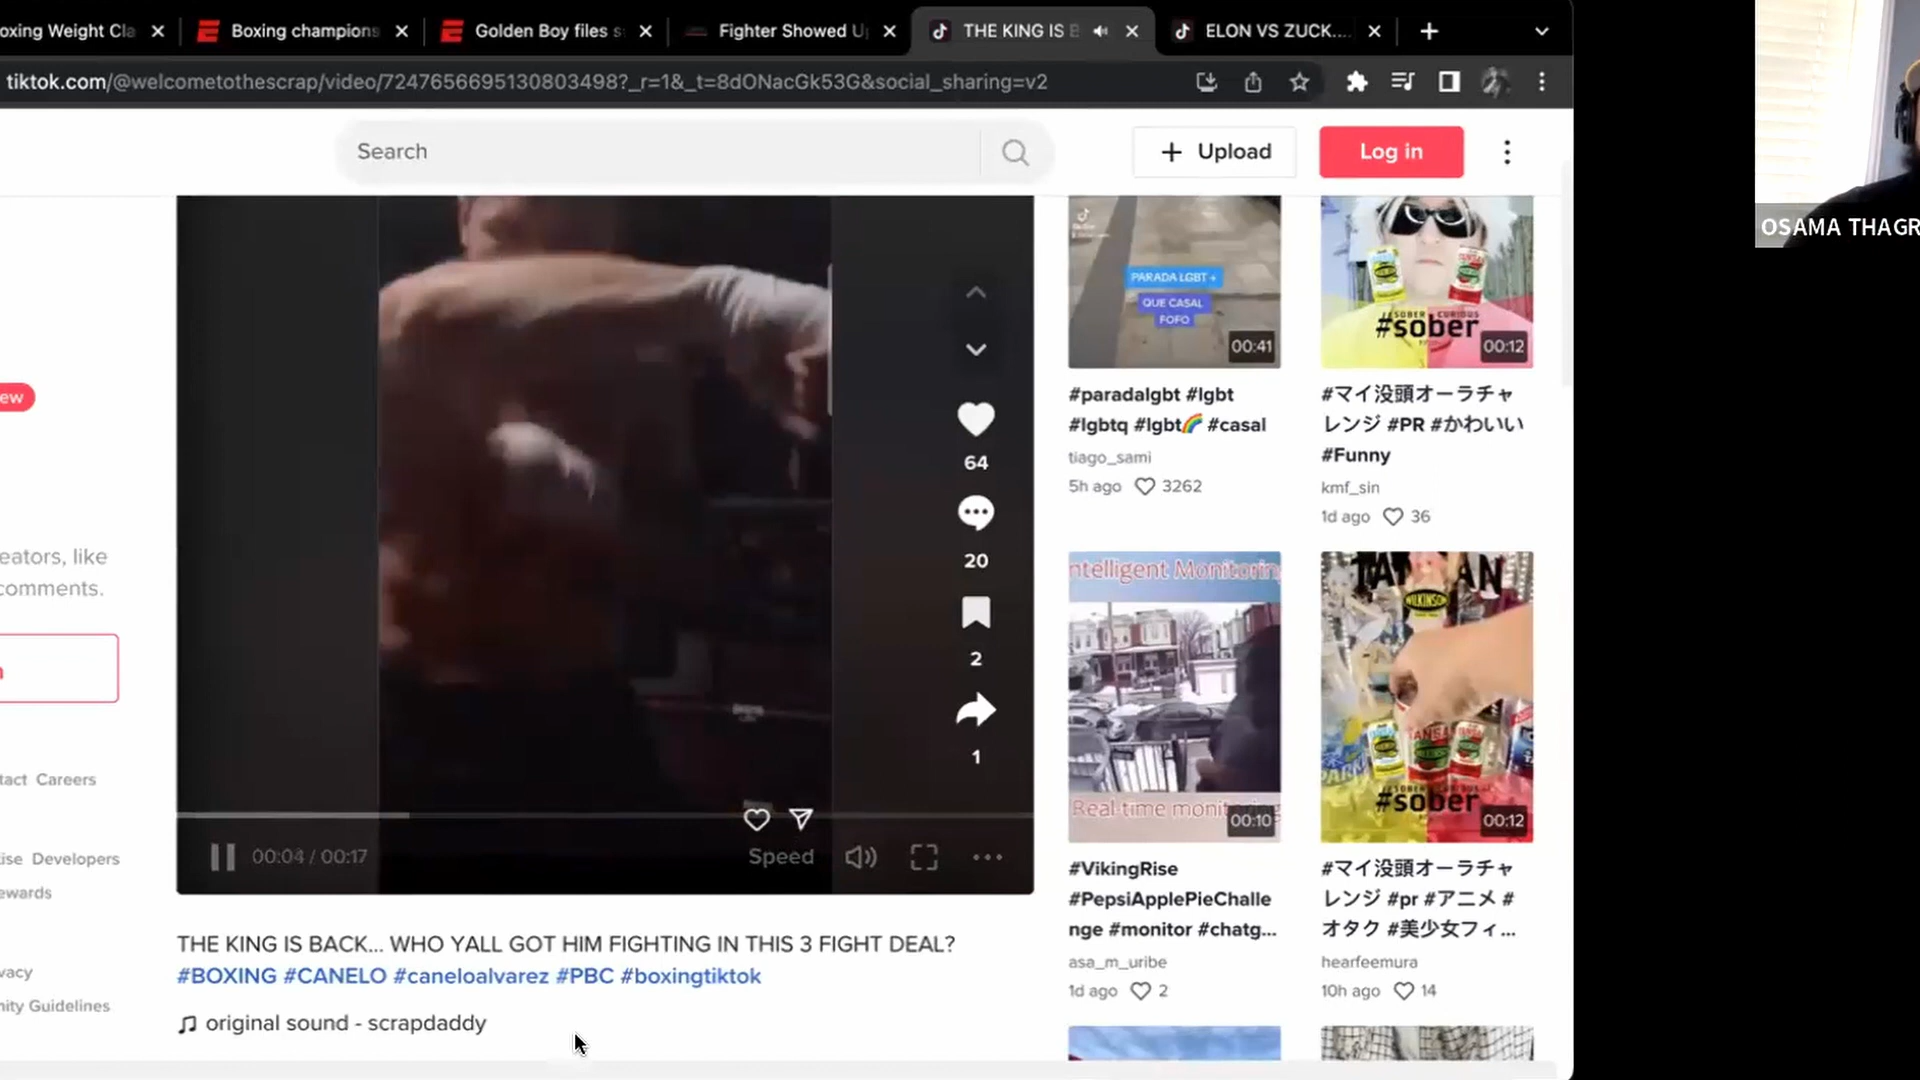 oxing Weight Cla
Boxing champions
Golden Boy files s
Fighter Showed U
THE KING IS B
ELON VS ZUCK....
tiktok.com/@welcometothescrap/video/7247656695130803498?_r=1&_t=8dONacGk53G&social_sharing=v2
Search
Upload
Log in
OSAMA THAGR
ew
eators, like
comments.
n
tact Careers
ise Developers
ewards
vacy
nity Guidelines
64
20
2
1
00:04 / 00:17
Speed
THE KING IS BACK... WHO YALL GOT HIM FIGHTING IN THIS 3 FIGHT DEAL?
#BOXING #CANELO #caneloalvarez #PBC #boxingtiktok
original sound - scrapdaddy
PARADA LGBT +
QUE CASAL
FOFO
00:41
#paradalgbt #lgbt
#lgbtq #lgbt🌈 #casal
tiago_sami
5h ago 3262
SOBER CURIOUS
#sober
00:12
#マイ没頭オーラチャ
レンジ #PR #かわいい
#Funny
kmf_sin
1d ago 36
ntelligent Monitorin
Real-time monit
00:10
#VikingRise
#PepsiApplePieChalle
nge #monitor #chatg...
asa_m_uribe
1d ago 2
TAN AN
WILKINSON
TANSA
#sober
00:12
#マイ没頭オーラチャ
レンジ #pr #アニメ #
オタク #美少女フィ...
hearfeemura
10h ago 14